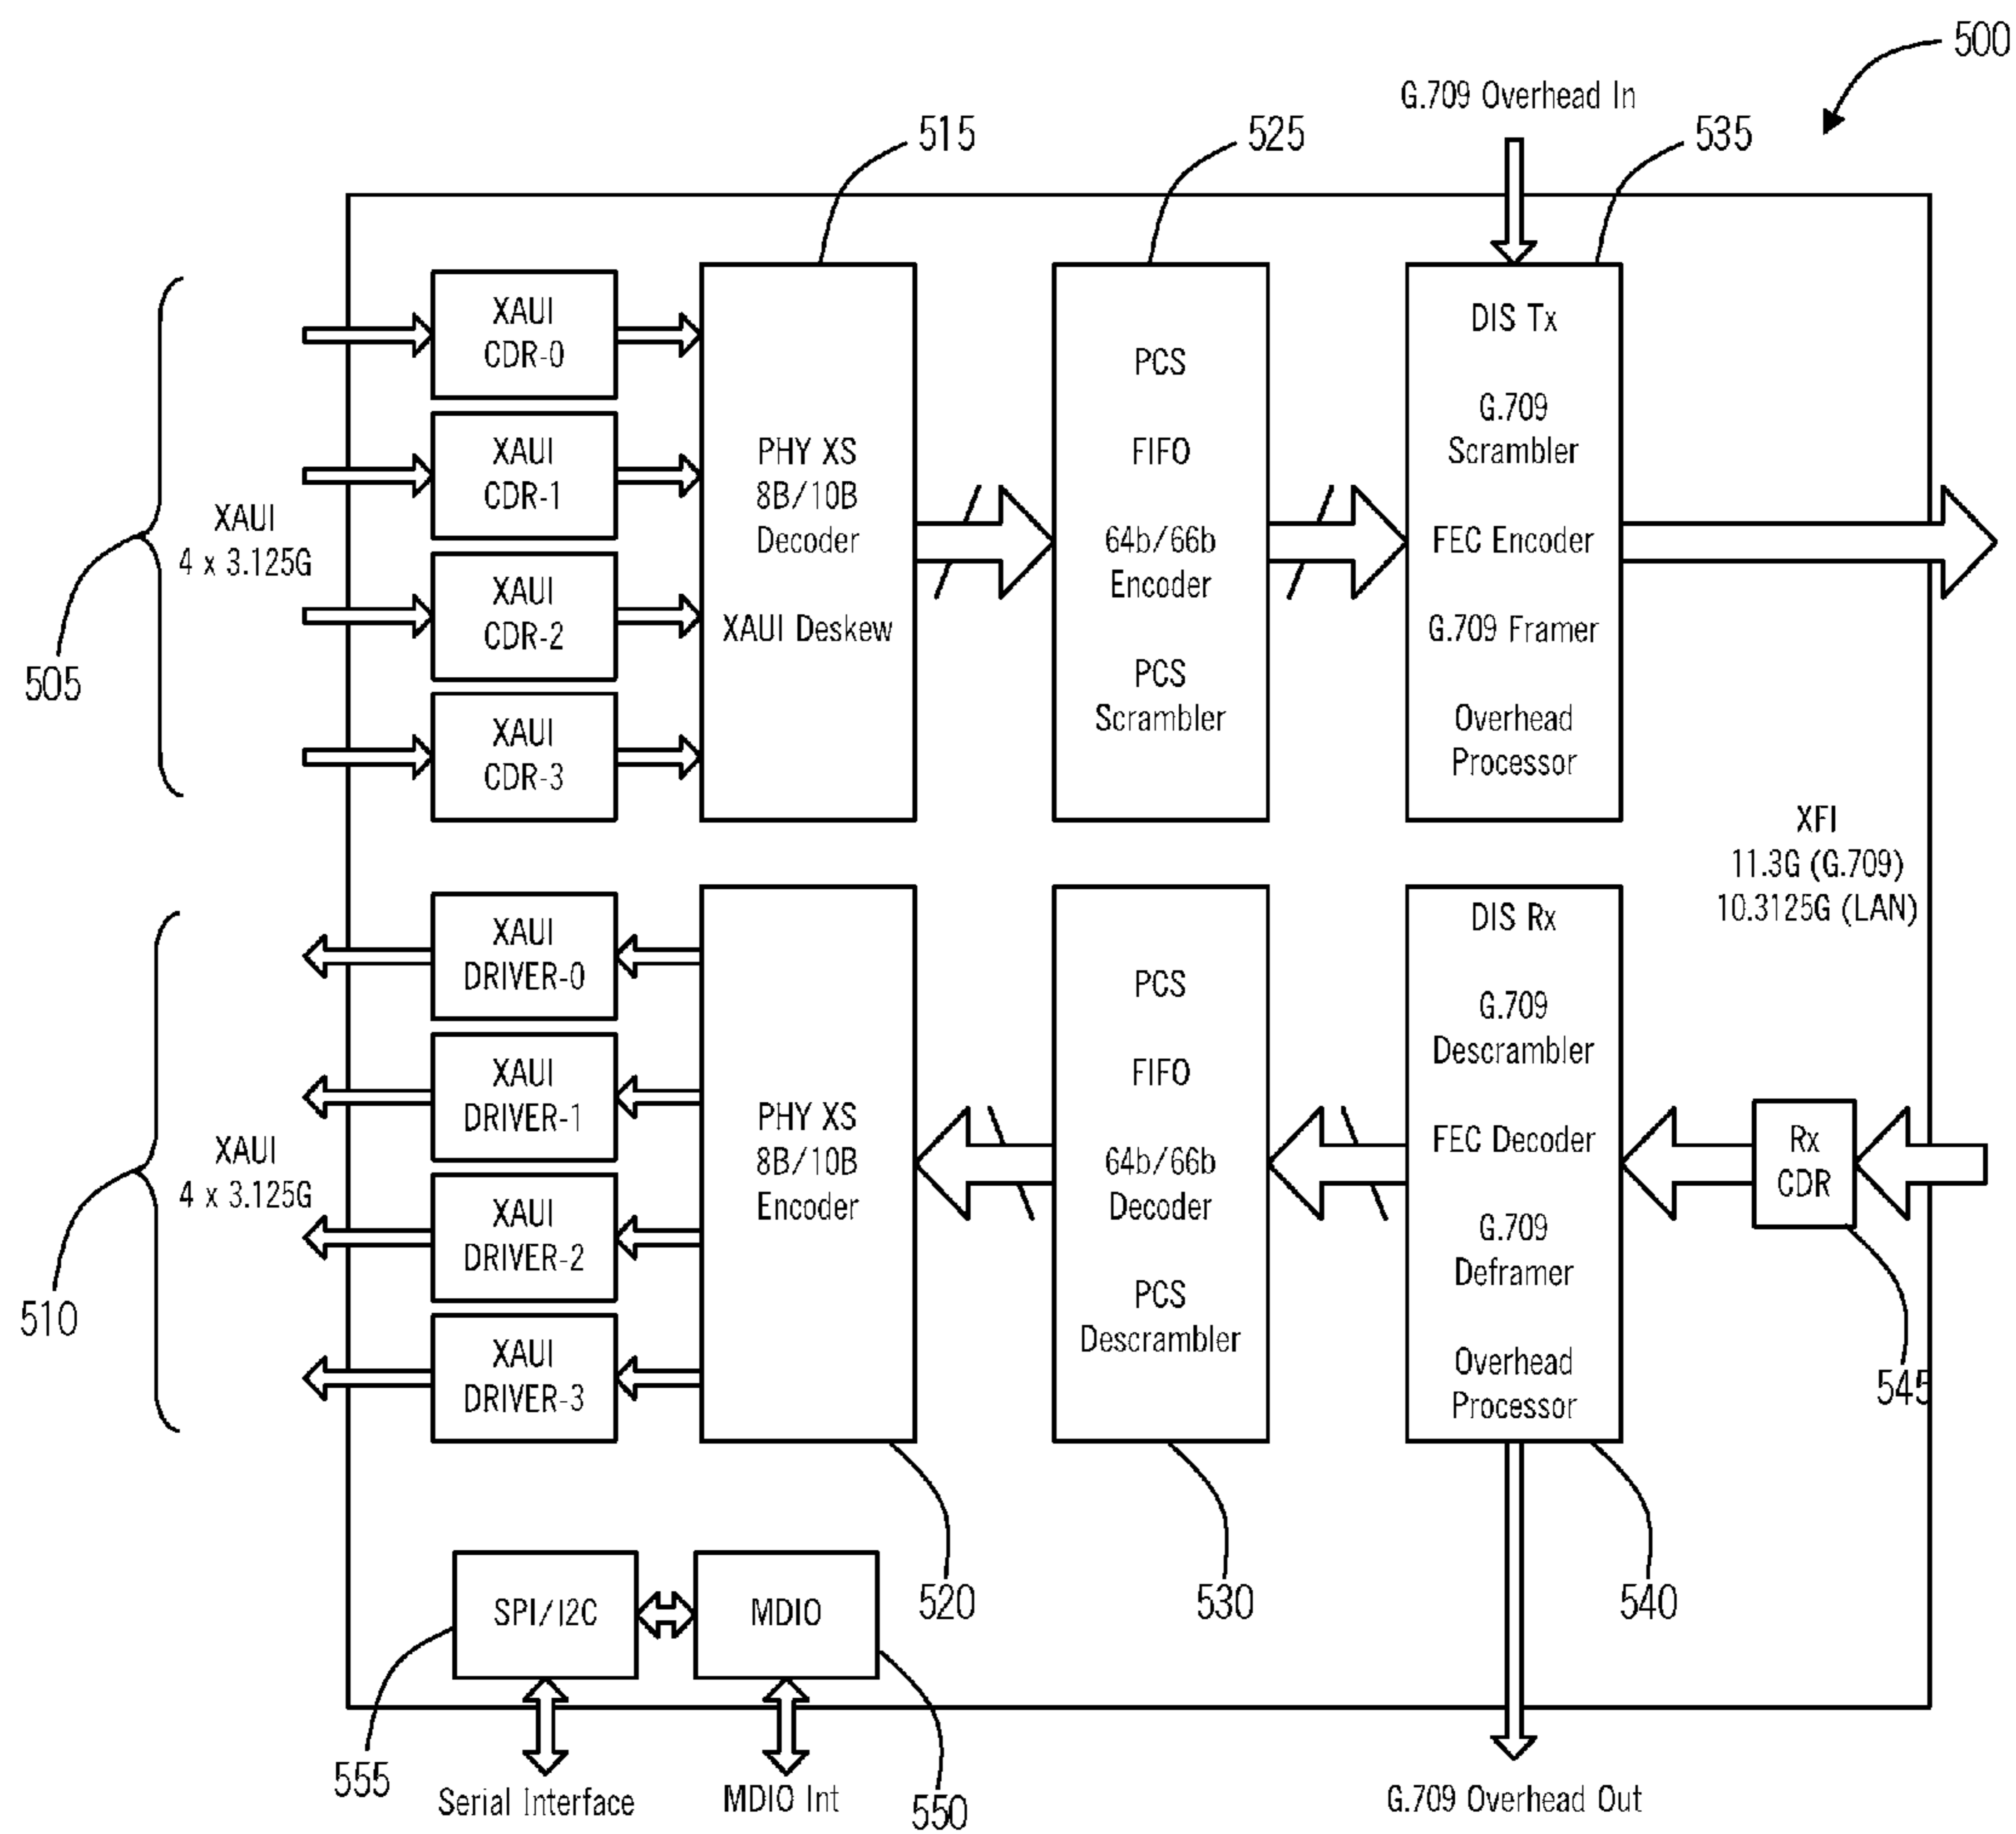 500
G.709 Overhead In
515
525
535
XAUI
CDR-0
XAUI
CDR-1
XAUI
CDR-2
XAUI
CDR-3
XAUI
4 x 3.125G
505
PHY XS
8B/10B
Decoder
XAUI Deskew
PCS
FIFO
64b/66b
Encoder
PCS
Scrambler
DIS Tx
G.709
Scrambler
FEC Encoder
G.709 Framer
Overhead
Processor
XFI
11.3G (G.709)
10.3125G (LAN)
XAUI
DRIVER-0
XAUI
DRIVER-1
XAUI
DRIVER-2
XAUI
DRIVER-3
XAUI
4 x 3.125G
510
PHY XS
8B/10B
Encoder
PCS
FIFO
64b/66b
Decoder
PCS
Descrambler
DIS Rx
G.709
Descrambler
FEC Decoder
G.709
Deframer
Overhead
Processor
Rx
CDR
545
520
530
540
SPI/I2C
MDIO
555
Serial Interface
MDIO Int
550
G.709 Overhead Out